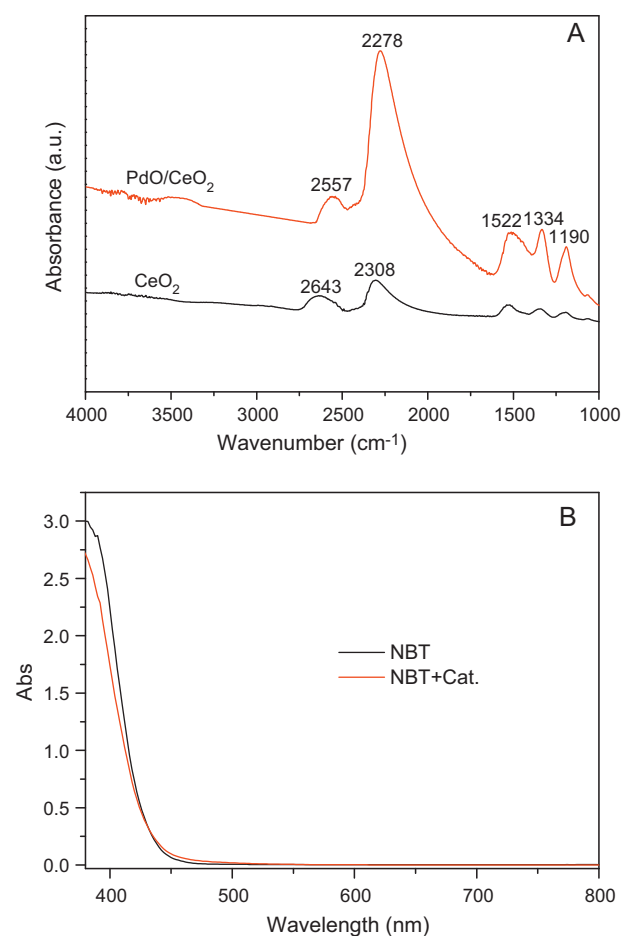 A
2278
PdO/CeO2
2557
1522 1334
1190
CeO2
2643
2308
Absorbance (a.u.)
4000 3500 3000 2500 2000 1500 1000
Wavenumber (cm-1)
B
3.0
2.5
2.0
1.5
1.0
0.5
0.0
Abs
NBT
NBT+Cat.
400 500 600 700 800
Wavelength (nm)